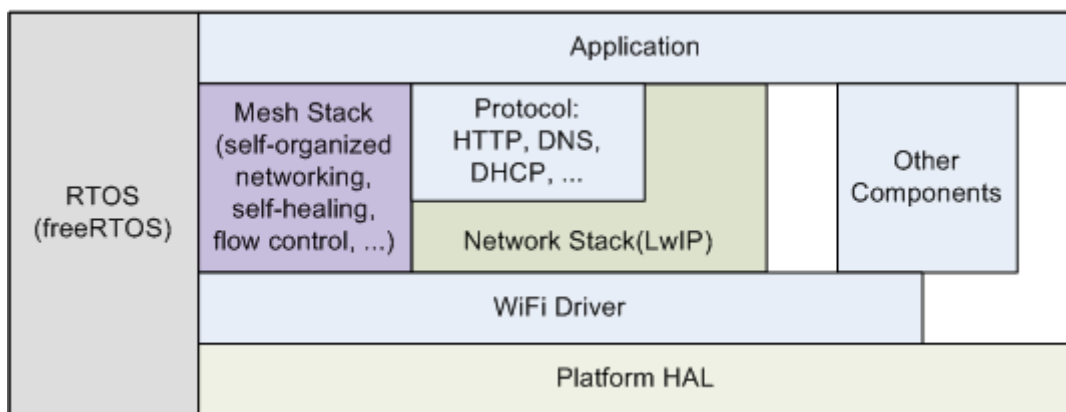 Application
RTOS
(freeRTOS)
Mesh Stack
(self-organized
networking,
self-healing,
flow control, ...)
Protocol:
HTTP, DNS,
DHCP, ...
Network Stack(LwIP)
Other
Components
WiFi Driver
Platform HAL